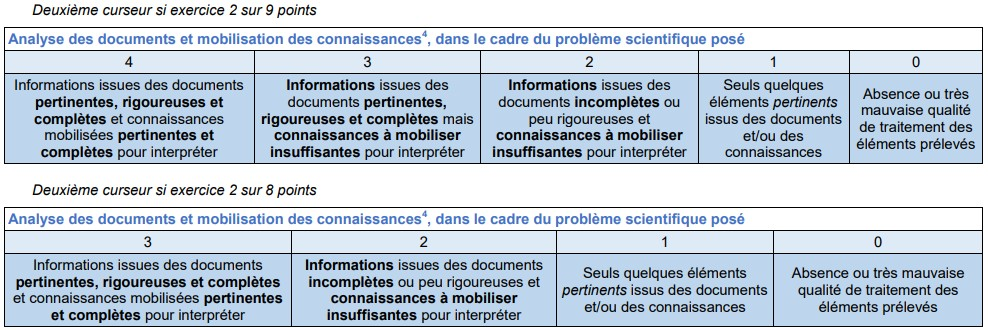 Deuxième curseur si exercice 2 sur 9 points
Analyse des documents et mobilisation des connaissances⁴, dans le cadre du problème scientifique posé
4
3
2
1
0
Informations issues des documents
pertinentes, rigoureuses et
complètes et connaissances
mobilisées pertinentes et
complètes pour interpréter
Informations issues des
documents pertinentes,
rigoureuses et complètes mais
connaissances à mobiliser
insuffisantes pour interpréter
Informations issues des
documents incomplètes ou
peu rigoureuses et
connaissances à mobiliser
insuffisantes pour interpréter
Seuls quelques
éléments pertinents
issus des documents
et/ou des
connaissances
Absence ou très
mauvaise qualité
de traitement des
éléments prélevés
Deuxième curseur si exercice 2 sur 8 points
Analyse des documents et mobilisation des connaissances⁴, dans le cadre du problème scientifique posé
3
2
1
0
Informations issues des documents
pertinentes, rigoureuses et complètes
et connaissances mobilisées pertinentes
et complètes pour interpréter
Informations issues des documents
incomplètes ou peu rigoureuses et
connaissances à mobiliser
insuffisantes pour interpréter
Seuls quelques éléments
pertinents issus des documents
et/ou des connaissances
Absence ou très mauvaise
qualité de traitement des
éléments prélevés